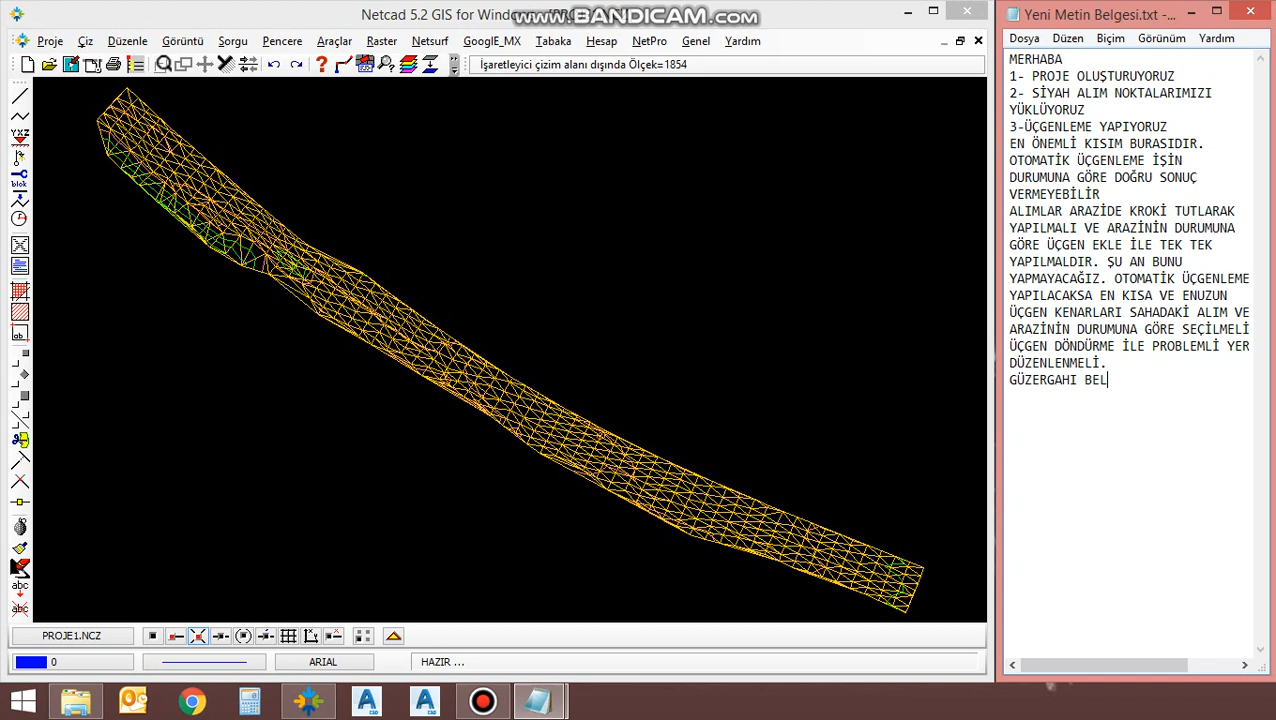 Netcad 5.2 GIS for Windo
www.BANDICAM.com
Proje Çiz Düzenle Görüntü Sorgu Pencere Araçlar Raster Netsurf GooglE_MX Tabaka Hesap NetPro Genel Yardım
İşaretleyici çizim alanı dışında Ölçek=1854
YXZ
blok
ab
abc
abc
PROJE1.NCZ
0
ARIAL
HAZIR ...
Yeni Metin Belgesi.txt -...
Dosya Düzen Biçim Görünüm Yardım
MERHABA
1- PROJE OLUŞTURUYORUZ
2- SİYAH ALIM NOKTALARIMIZI
YÜKLÜYORUZ
3-ÜÇGENLEME YAPIYORUZ
EN ÖNEMLİ KISIM BURASIDIR.
OTOMATİK ÜÇGENLEME İŞİN
DURUMUNA GÖRE DOĞRU SONUÇ
VERMEYEBİLİR
ALIMLAR ARAZİDE KROKİ TUTLARAK
YAPILMALI VE ARAZİNİN DURUMUNA
GÖRE ÜÇGEN EKLE İLE TEK TEK
YAPILMALDIR. ŞU AN BUNU
YAPMAYACAĞIZ. OTOMATİK ÜÇGENLEME
YAPILACAKSA EN KISA VE ENUZUN
ÜÇGEN KENARLARI SAHADAKİ ALIM VE
ARAZİNİN DURUMUNA GÖRE SEÇİLMELİ
ÜÇGEN DÖNDÜRME İLE PROBLEMLİ YER
DÜZENLENMELİ.
GÜZERGAHI BEL